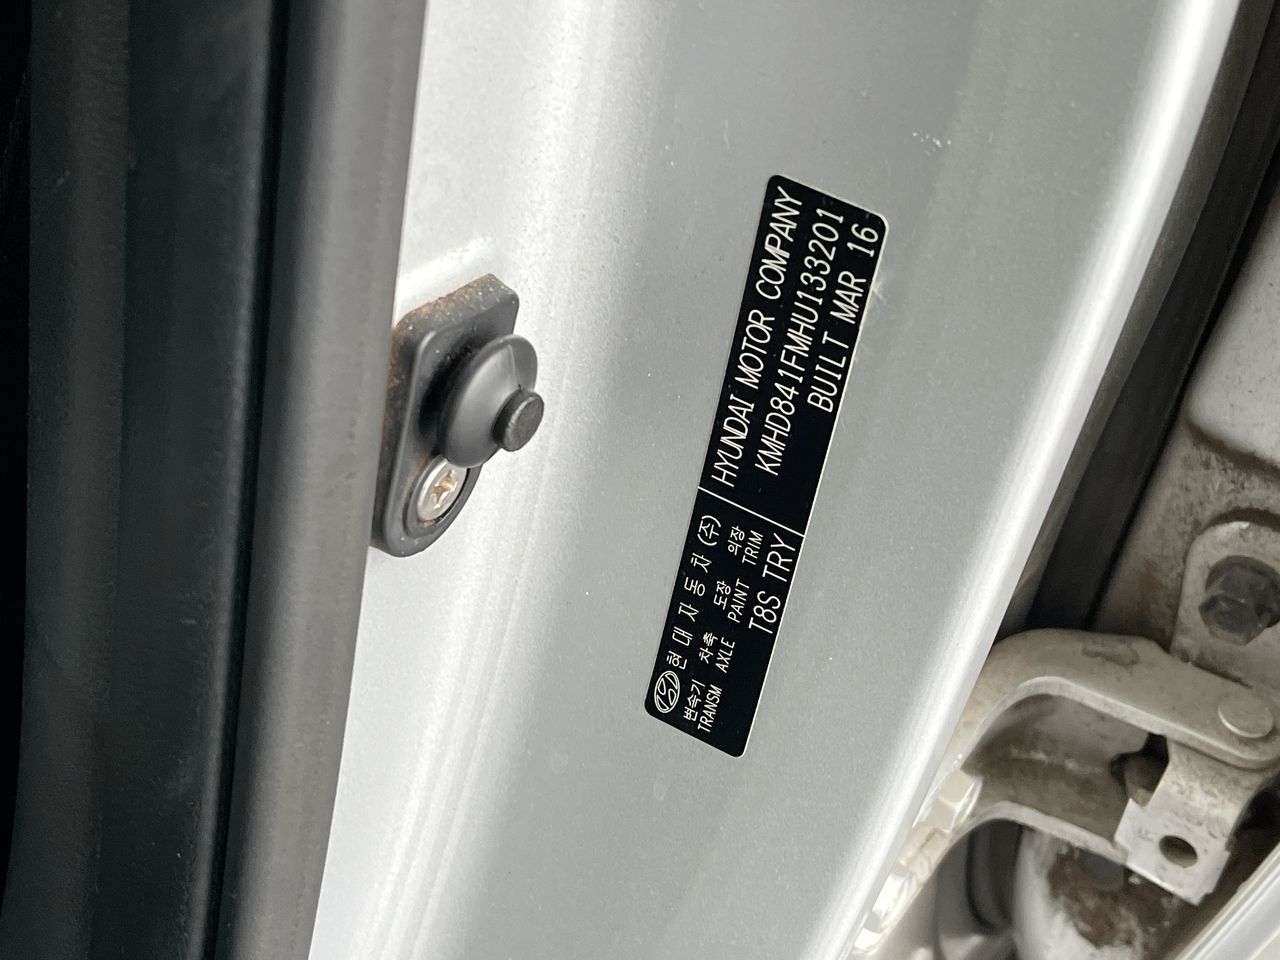 현대자동차(주)
변속기 차축 도장 의장
TRANSM AXLE PAINT TRIM
T8S TRY
HYUNDAI MOTOR COMPANY
KMHD841FMHU133201
BUILT MAR 16